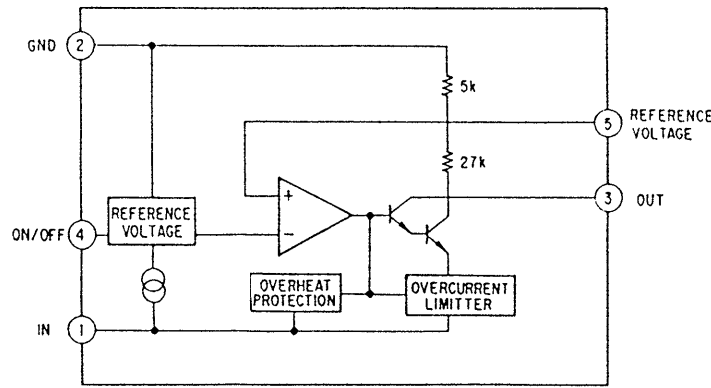 GND 2
5k
5 REFERENCE
VOLTAGE
27k
+
3 OUT
REFERENCE
VOLTAGE
ON/OFF 4
−
OVERHEAT
PROTECTION
OVERCURRENT
LIMITTER
IN 1